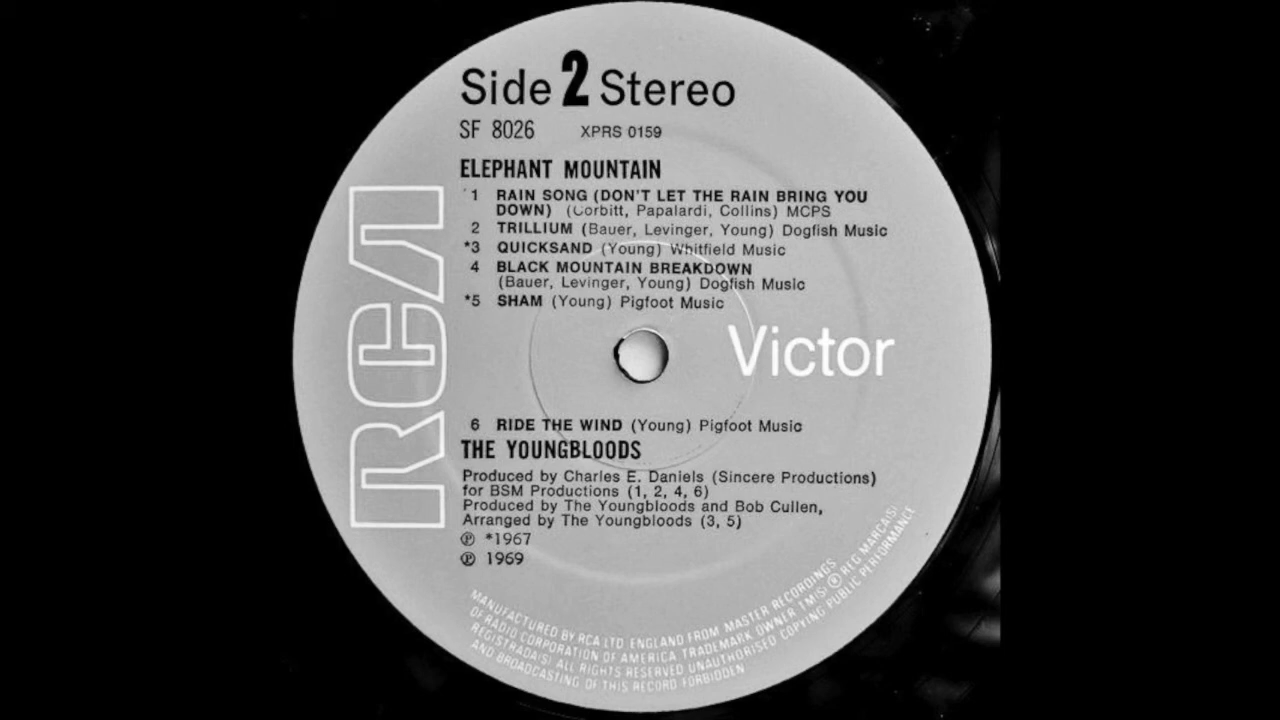 Side 2 Stereo
SF 8026 XPRS 0159
ELEPHANT MOUNTAIN
1 RAIN SONG (DON'T LET THE RAIN BRING YOU
DOWN) (Corbitt, Papalardi, Collins) MCPS
2 TRILLIUM (Bauer, Levinger, Young) Dogfish Music
*3 QUICKSAND (Young) Whitfield Music
4 BLACK MOUNTAIN BREAKDOWN
(Bauer, Levinger, Young) Dogfish Music
*5 SHAM (Young) Pigfoot Music
RCA
Victor
6 RIDE THE WIND (Young) Pigfoot Music
THE YOUNGBLOODS
Produced by Charles E. Daniels (Sincere Productions)
for BSM Productions (1, 2, 4, 6)
Produced by The Youngbloods and Bob Cullen,
Arranged by The Youngbloods (3, 5)
℗ *1967
℗ 1969
MANUFACTURED BY RCA LTD. ENGLAND FROM MASTER RECORDINGS
OF RADIO CORPORATION OF AMERICA TRADEMARK OWNER TM(S) ® REG MARCA(S)
REGISTRADA(S) ALL RIGHTS RESERVED UNAUTHORISED COPYING PUBLIC PERFORMANCE
AND BROADCASTING OF THIS RECORD FORBIDDEN